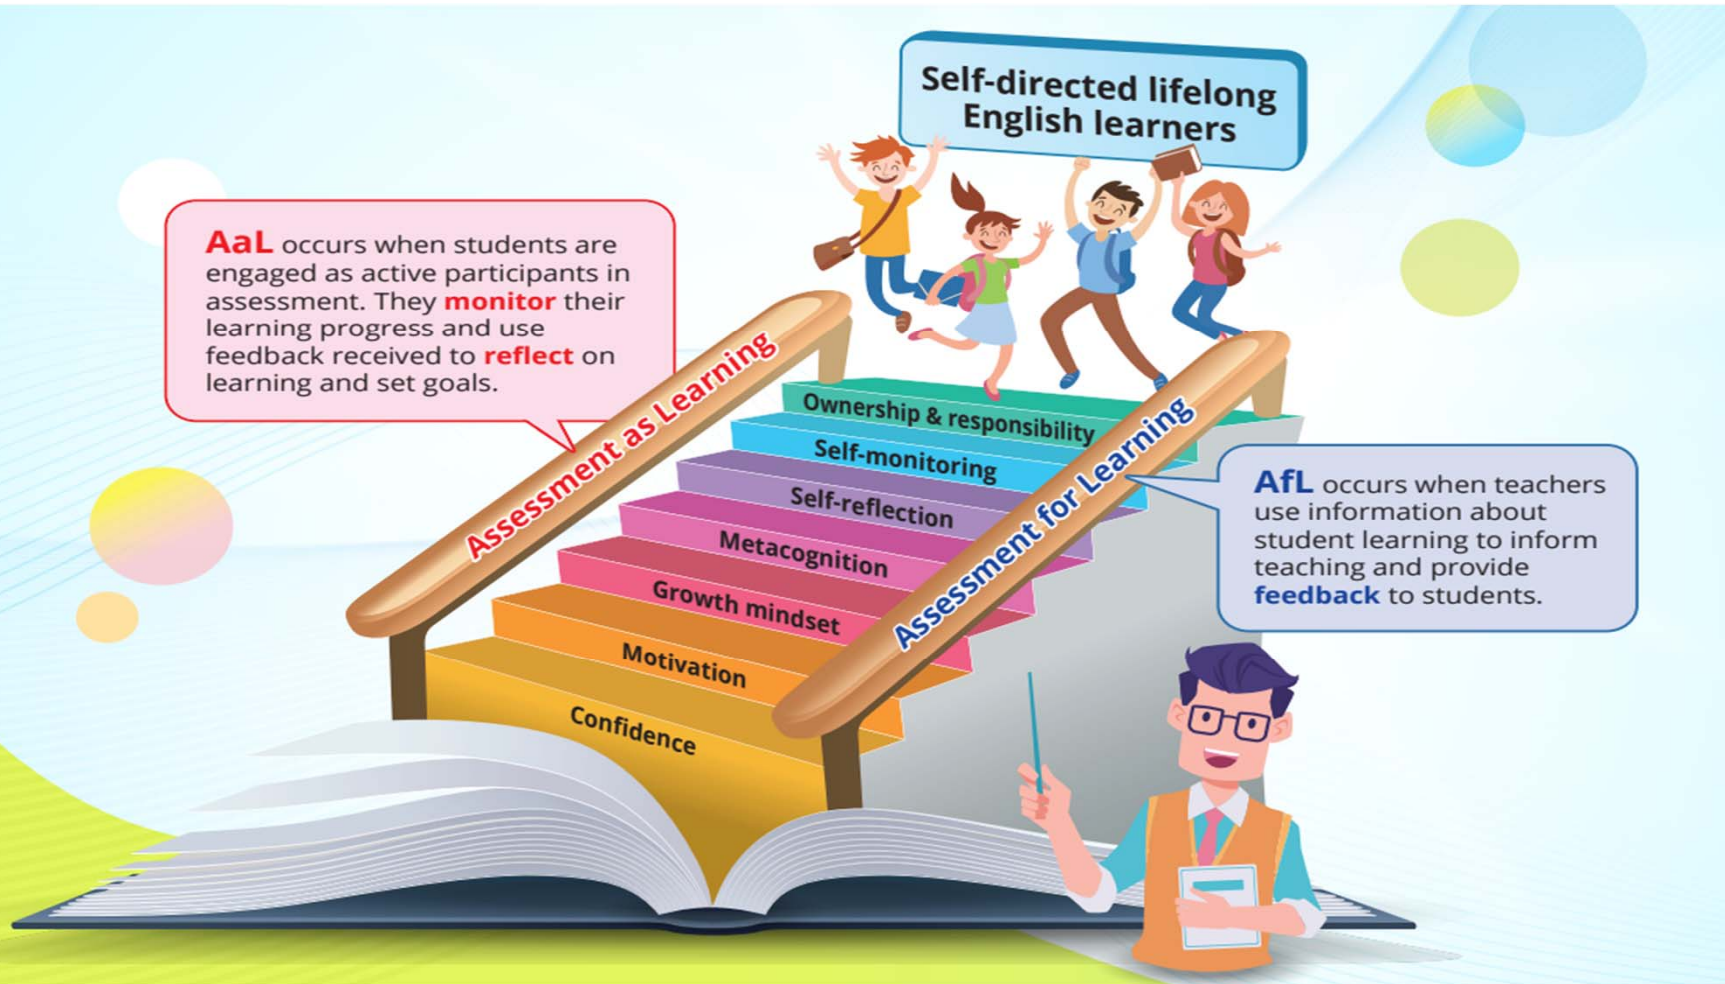 Self-directed lifelong
English learners
AaL occurs when students are
engaged as active participants in
assessment. They monitor their
learning progress and use
feedback received to reflect on
learning and set goals.
Assessment as Learning
Ownership & responsibility
Self-monitoring
Self-reflection
Metacognition
Growth mindset
Motivation
Confidence
Assessment for Learning
AfL occurs when teachers
use information about
student learning to inform
teaching and provide
feedback to students.